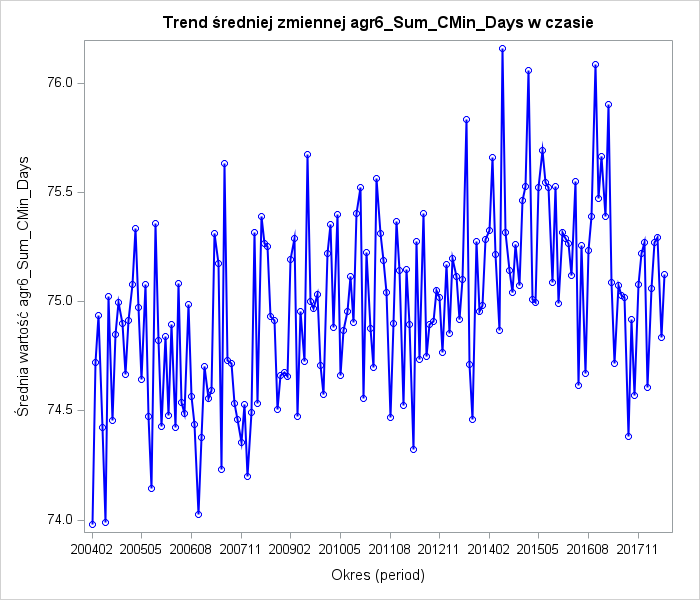 Trend średniej zmiennej agr6_Sum_CMin_Days w czasie
Średnia wartość agr6_Sum_CMin_Days
76.0
75.5
75.0
74.5
74.0
200402 200505 200608 200711 200902 201005 201108 201211 201402 201505 201608 201711
Okres (period)